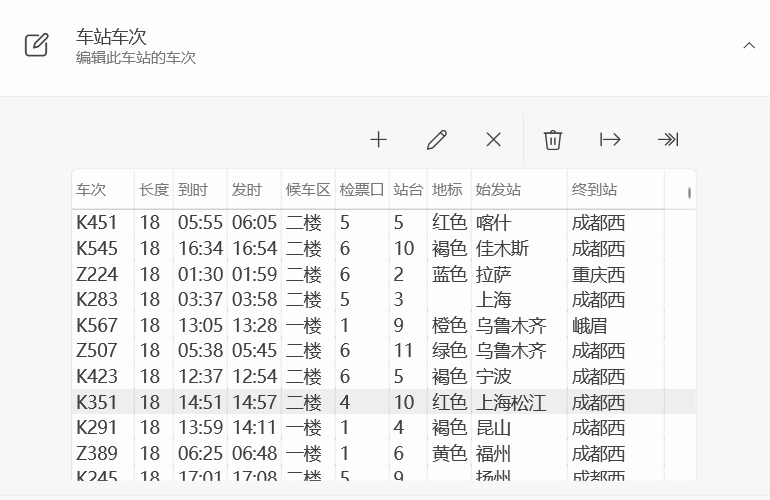 车站车次
编辑此车站的车次
车次 长度 到时 发时 候车区 检票口 站台 地标 始发站 终到站
K451 18 05:55 06:05 二楼 5 5 红色 喀什 成都西
K545 18 16:34 16:54 二楼 6 10 褐色 佳木斯 成都西
Z224 18 01:30 01:59 二楼 6 2 蓝色 拉萨 重庆西
K283 18 03:37 03:58 二楼 5 3 上海 成都西
K567 18 13:05 13:28 一楼 1 9 橙色 乌鲁木齐 峨眉
Z507 18 05:38 05:45 二楼 6 11 绿色 乌鲁木齐 成都西
K423 18 12:37 12:54 二楼 6 5 褐色 宁波 成都西
K351 18 14:51 14:57 二楼 4 10 红色 上海松江 成都西
K291 18 13:59 14:11 一楼 1 4 褐色 昆山 成都西
Z389 18 06:25 06:48 一楼 1 6 黄色 福州 成都西
K245 18 17:01 17:08 二楼 5 9 扬州 成都西